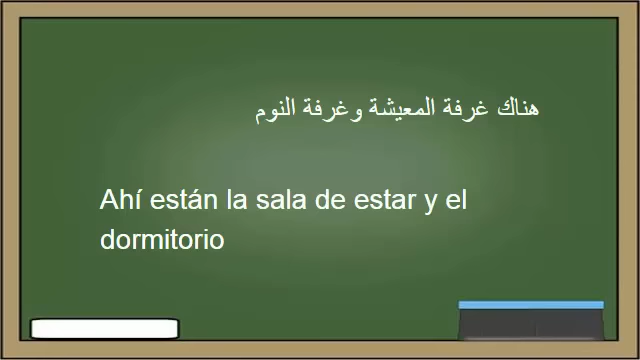 هناك غرفة المعيشة وغرفة النوم
Ahí están la sala de estar y el
dormitorio